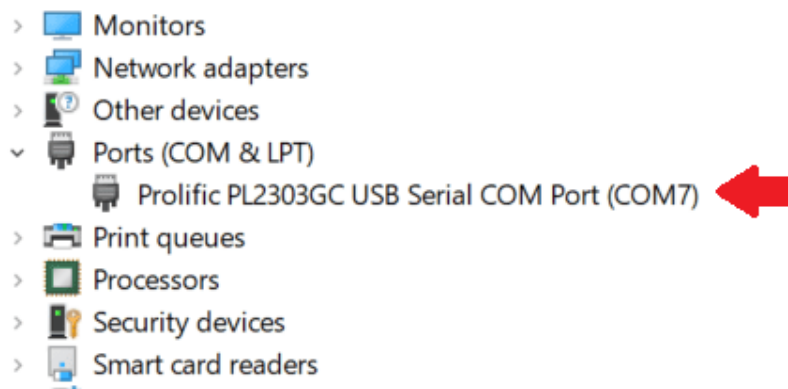 Monitors
Network adapters
Other devices
Ports (COM & LPT)
Prolific PL2303GC USB Serial COM Port (COM7)
Print queues
Processors
Security devices
Smart card readers